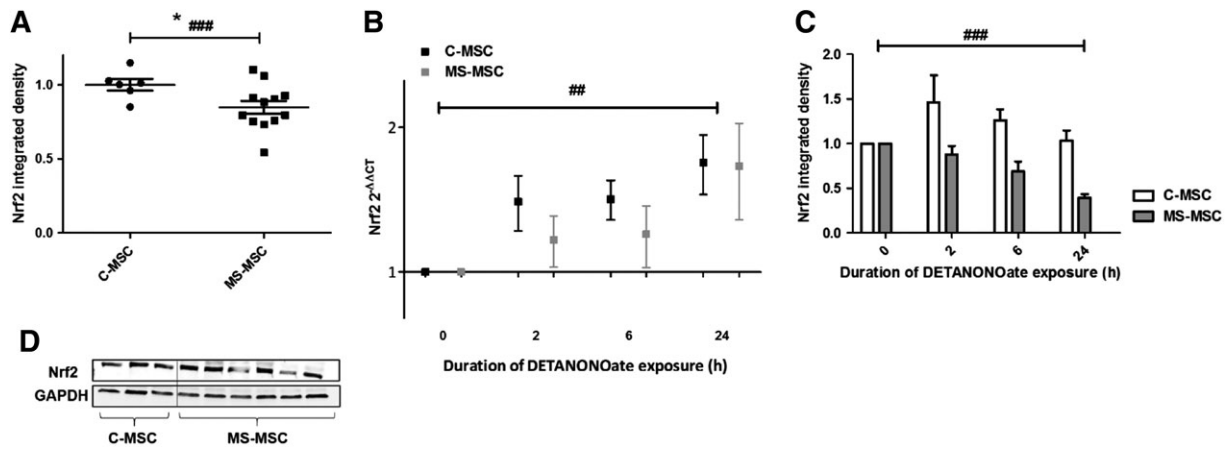 A
* ###
Nrf2 integrated density
1.0
0.5
0.0
C-MSC
MS-MSC
B
C-MSC
MS-MSC
##
Nrf2 2-ΔΔCT
2
1
0 2 6 24
Duration of DETANONOate exposure (h)
C
###
Nrf2 integrated density
2.0
1.5
1.0
0.5
0.0
0 2 6 24
Duration of DETANONOate exposure (h)
C-MSC
MS-MSC
D
Nrf2
GAPDH
C-MSC MS-MSC